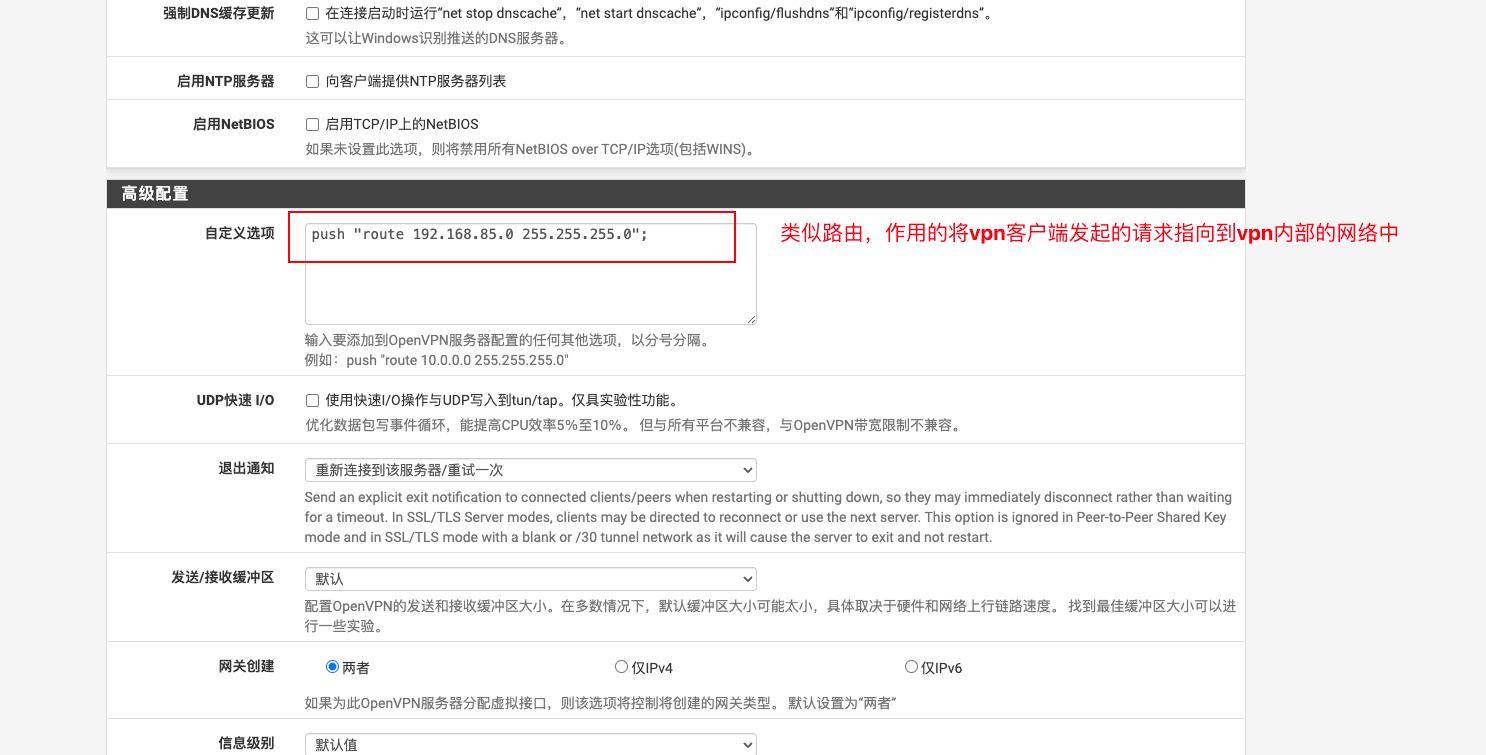 强制DNS缓存更新
在连接启动时运行“net stop dnscache”，“net start dnscache”，“ipconfig/flushdns”和“ipconfig/registerdns”。
这可以让Windows识别推送的DNS服务器。
启用NTP服务器
向客户端提供NTP服务器列表
启用NetBIOS
启用TCP/IP上的NetBIOS
如果未设置此选项，则将禁用所有NetBIOS over TCP/IP选项(包括WINS)。
高级配置
自定义选项
push "route 192.168.85.0 255.255.255.0";
类似路由，作用的将vpn客户端发起的请求指向到vpn内部的网络中
输入要添加到OpenVPN服务器配置的任何其他选项，以分号分隔。
例如：push "route 10.0.0.0 255.255.255.0"
UDP快速 I/O
使用快速I/O操作与UDP写入到tun/tap。仅具实验性功能。
优化数据包写事件循环，能提高CPU效率5%至10%。 但与所有平台不兼容，与OpenVPN带宽限制不兼容。
退出通知
重新连接到该服务器/重试一次
Send an explicit exit notification to connected clients/peers when restarting or shutting down, so they may immediately disconnect rather than waiting
for a timeout. In SSL/TLS Server modes, clients may be directed to reconnect or use the next server. This option is ignored in Peer-to-Peer Shared Key
mode and in SSL/TLS mode with a blank or /30 tunnel network as it will cause the server to exit and not restart.
发送/接收缓冲区
默认
配置OpenVPN的发送和接收缓冲区大小。在多数情况下，默认缓冲区大小可能太小，具体取决于硬件和网络上行链路速度。 找到最佳缓冲区大小可以进
行一些实验。
网关创建
两者
仅IPv4
仅IPv6
如果为此OpenVPN服务器分配虚拟接口，则该选项将控制将创建的网关类型。 默认设置为“两者”
信息级别
默认值